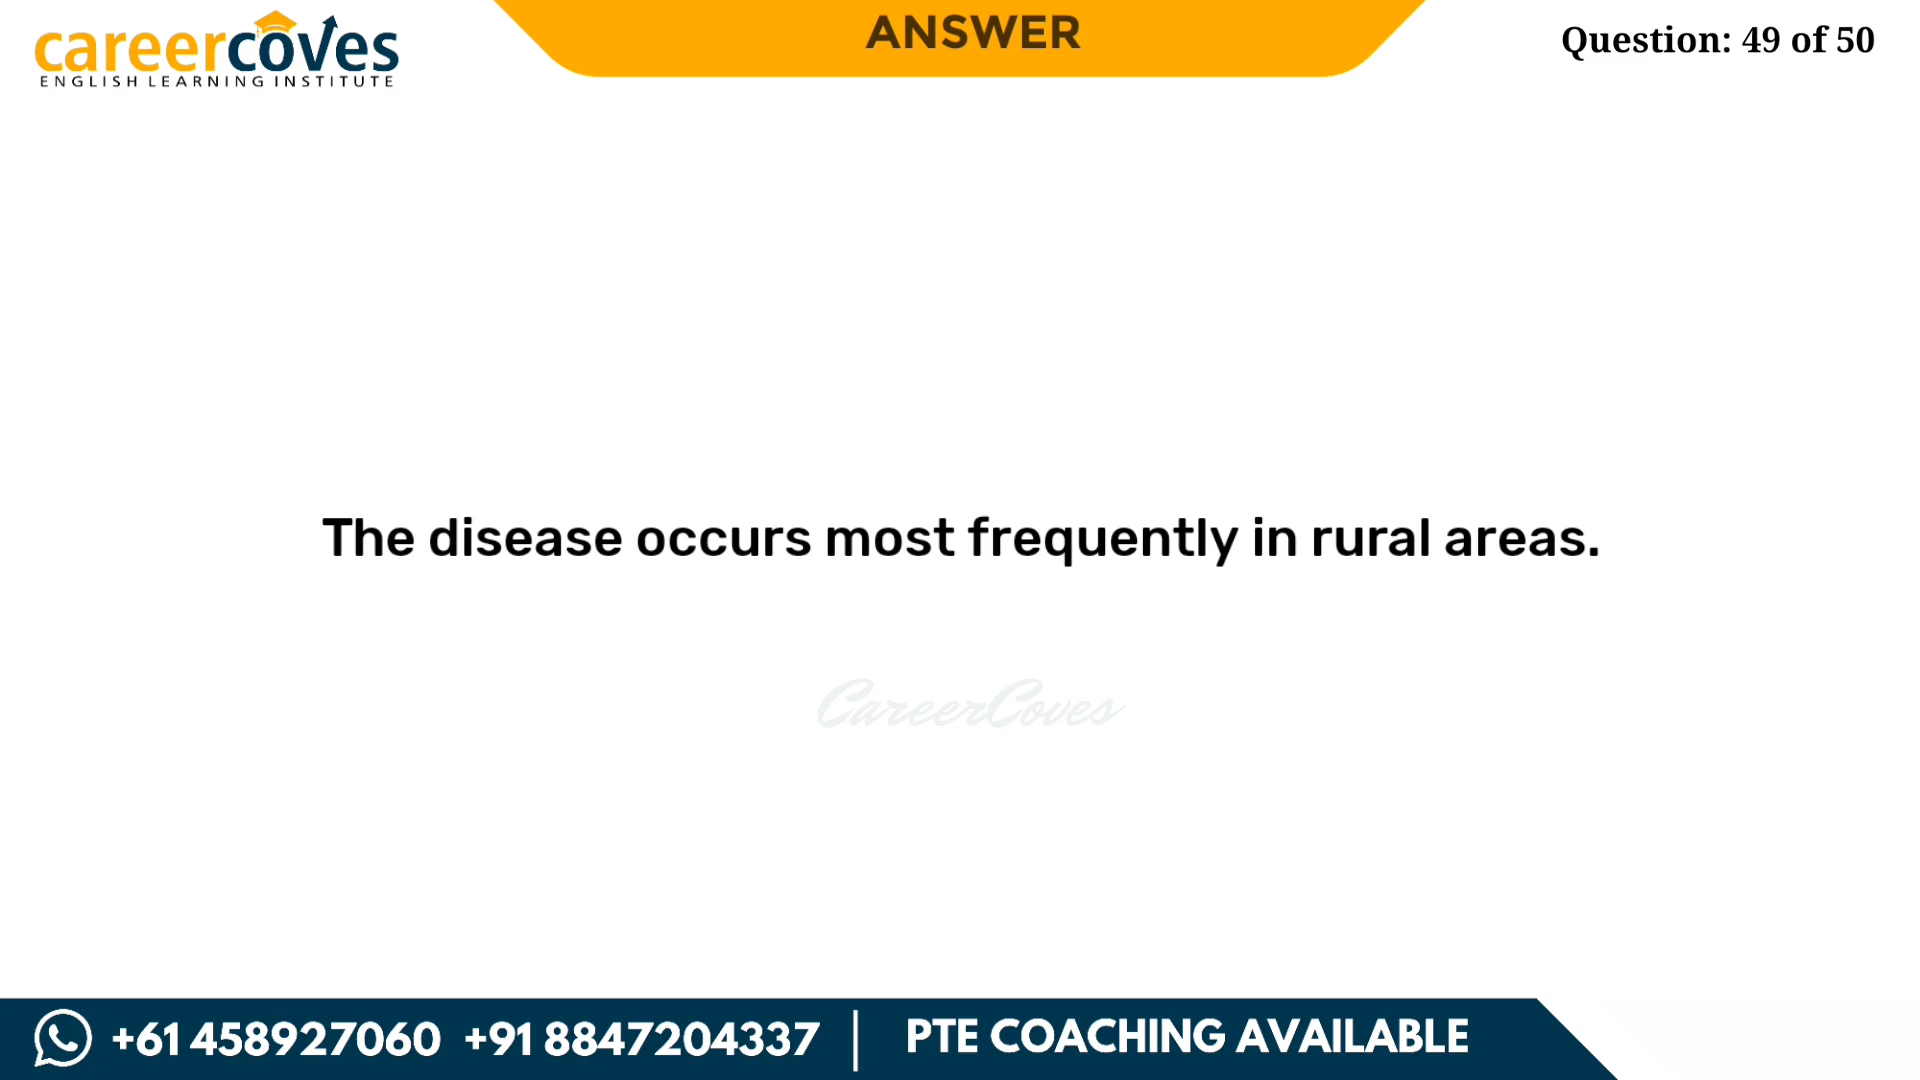 careercoves
ENGLISH LEARNING INSTITUTE
ANSWER
Question: 49 of 50
The disease occurs most frequently in rural areas.
CareerCoves
+61 458927060 +91 8847204337 | PTE COACHING AVAILABLE